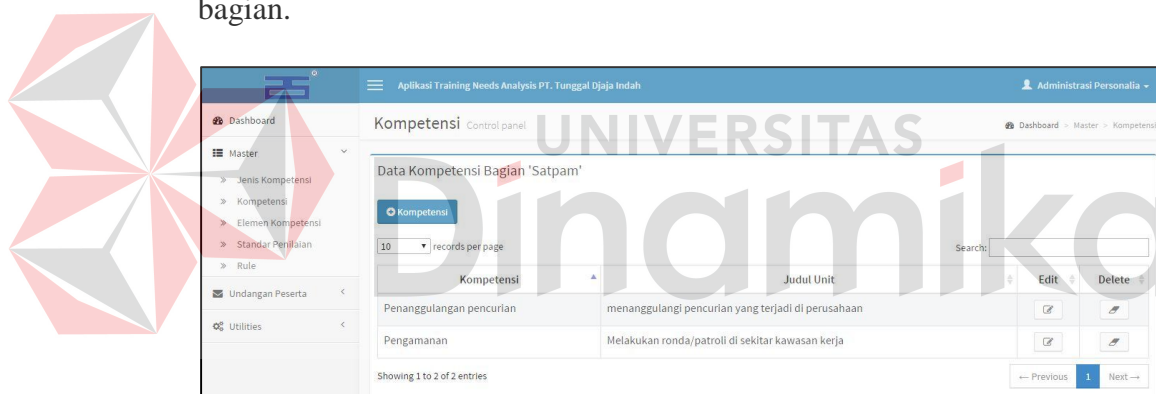 bagian.
Aplikasi Training Needs Analysis PT. Tunggal Djaja Indah
Administrasi Personalia
Dashboard
Kompetensi Control panel
Dashboard > Master > Kompetensi
UNIVERSITAS
Dinamika
Master
Jenis Kompetensi
Kompetensi
Elemen Kompetensi
Standar Penilaian
Rule
Undangan Peserta
Utilities
Data Kompetensi Bagian 'Satpam'
Kompetensi
10 records per page
Search:
Kompetensi Judul Unit Edit Delete
Penanggulangan pencurian menanggulangi pencurian yang terjadi di perusahaan
Pengamanan Melakukan ronda/patroli di sekitar kawasan kerja
Showing 1 to 2 of 2 entries
← Previous 1 Next →